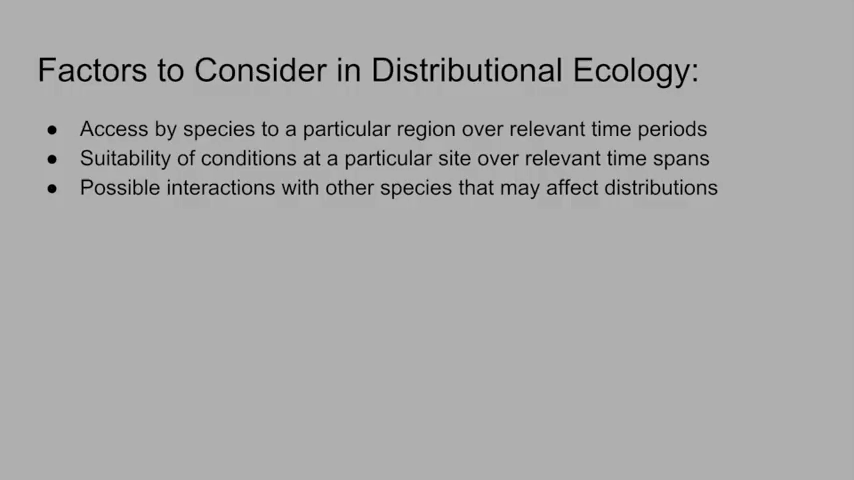 Factors to Consider in Distributional Ecology:
● Access by species to a particular region over relevant time periods
● Suitability of conditions at a particular site over relevant time spans
● Possible interactions with other species that may affect distributions